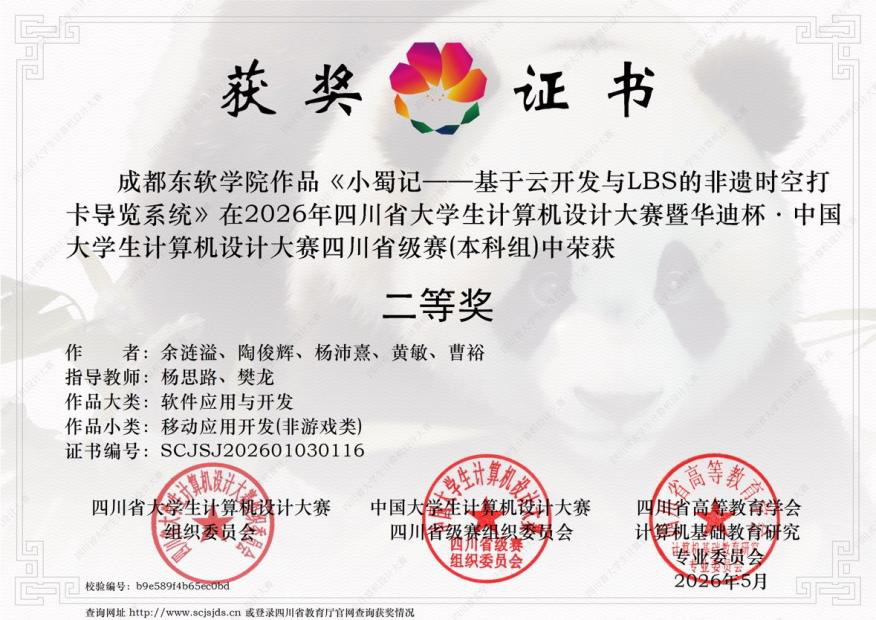 获奖证书
成都东软学院作品《小蜀记——基于云开发与LBS的非遗时空打
卡导览系统》在2026年四川省大学生计算机设计大赛暨华迪杯·中国
大学生计算机设计大赛四川省级赛(本科组)中荣获
二等奖
作 者：余涟溢、陶俊辉、杨沛熹、黄敏、曹裕
指导教师：杨思路、樊龙
作品大类：软件应用与开发
作品小类：移动应用开发(非游戏类)
证书编号：SCJSJ202601030116
四川省大学生计算机设计大赛
组织委员会
中国大学生计算机设计大赛
四川省级赛组织委员会
四川省级赛
组织委员会
四川省高等教育学会
计算机基础教育研究
专业委员会
2026年5月
校验编号：b9e589f4b65ec0bd
查询网址 http://www.scjsjds.cn 或登录四川省教育厅官网查询获奖情况